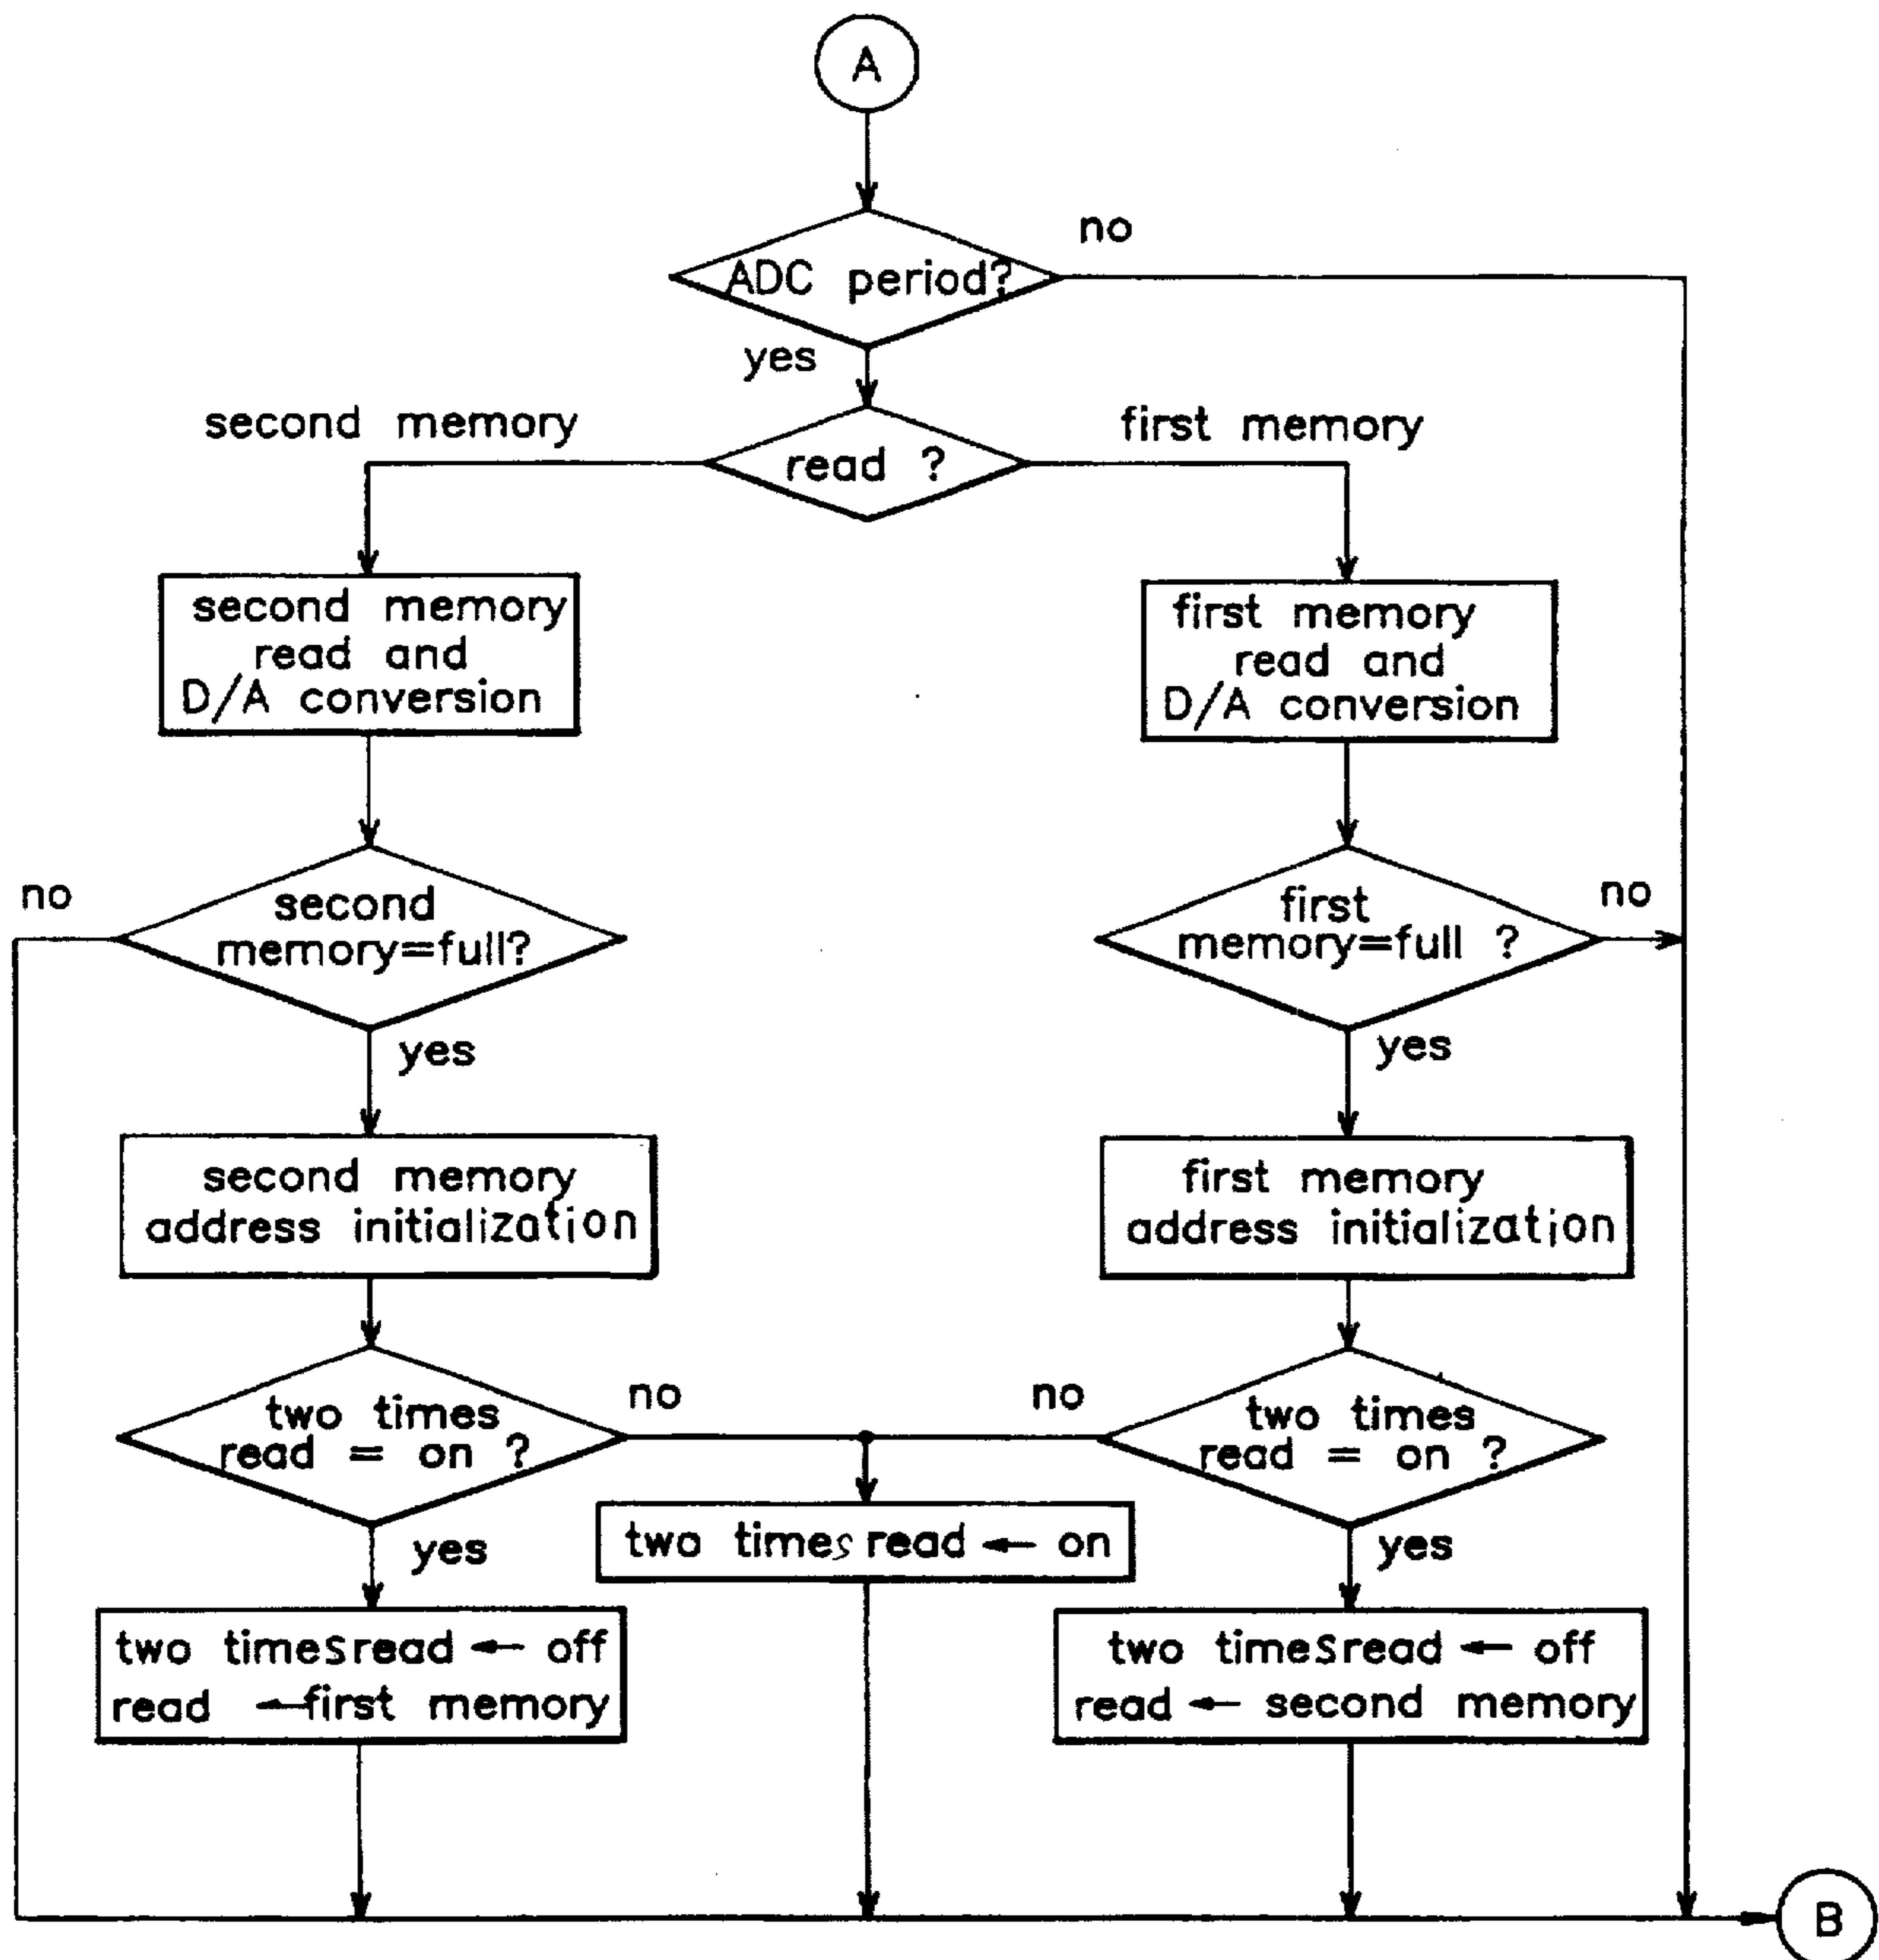 A
no
ADC period?
yes
second memory
first memory
read ?
second memory
read and
D/A conversion
first memory
read and
D/A conversion
no
second
memory=full?
first
memory=full ?
no
yes
yes
second memory
address initialization
first memory
address initialization
two times
read = on ?
no
no
two times
read = on ?
two times read ← on
yes
yes
two timesread ← off
read ←first memory
two timesread ← off
read ← second memory
B